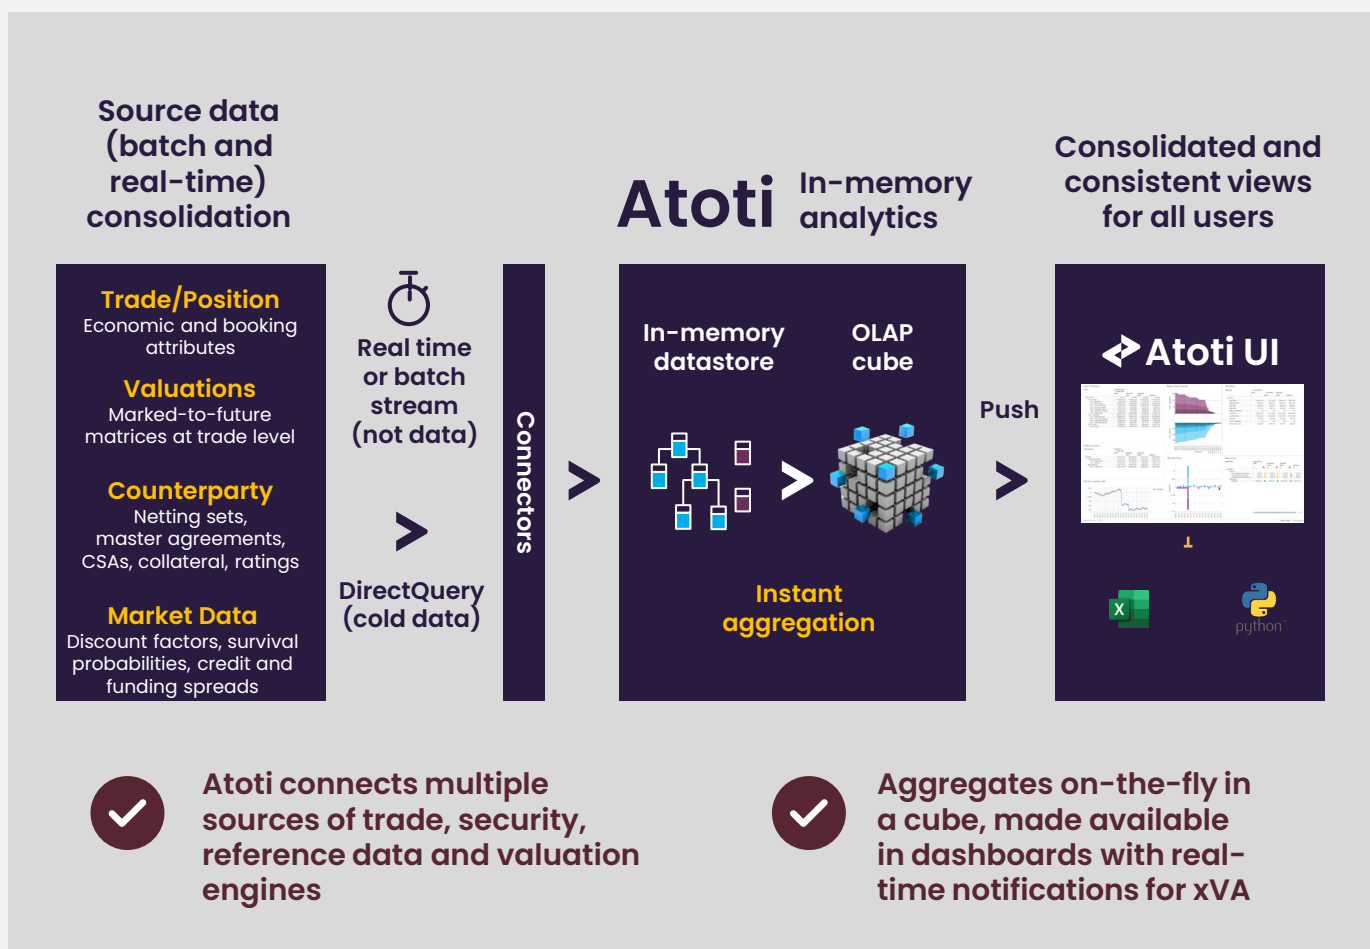 Source data
(batch and
real-time)
consolidation
Atoti
In-memory
analytics
Consolidated and
consistent views
for all users
Trade/Position
Economic and booking
attributes
Valuations
Marked-to-future
matrices at trade level
Counterparty
Netting sets,
master agreements,
CSAs, collateral, ratings
Market Data
Discount factors, survival
probabilities, credit and
funding spreads
Real time
or batch
stream
(not data)
DirectQuery
(cold data)
Connectors
In-memory
datastore
OLAP
cube
Instant
aggregation
Push
Atoti UI
X
python
Atoti connects multiple
sources of trade, security,
reference data and valuation
engines
Aggregates on-the-fly in
a cube, made available
in dashboards with real-
time notifications for xVA